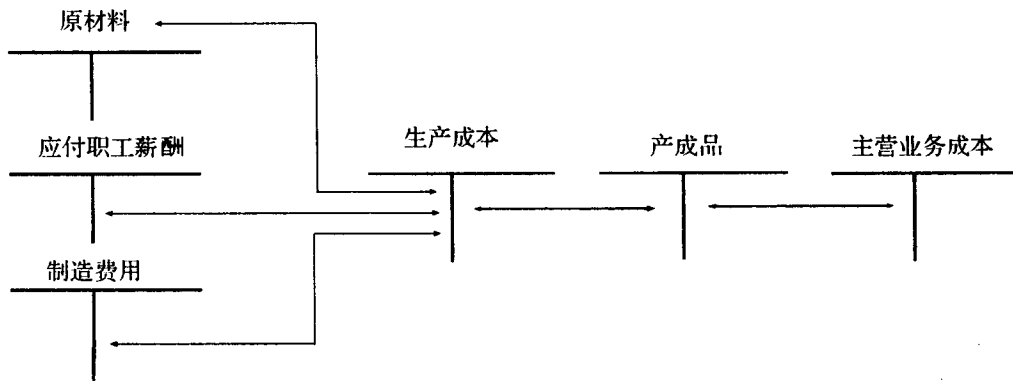 原材料
应付职工薪酬
制造费用
生产成本
产成品
主营业务成本